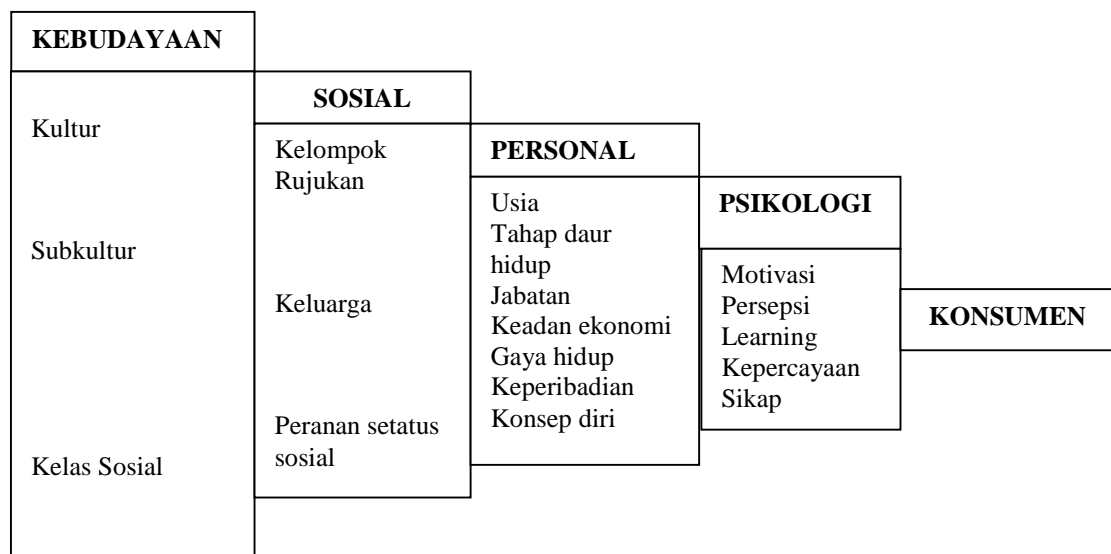 KEBUDAYAAN
Kultur
Subkultur
Kelas Sosial
SOSIAL
Kelompok
Rujukan
Keluarga
Peranan setatus
sosial
PERSONAL
Usia
Tahap daur
hidup
Jabatan
Keadan ekonomi
Gaya hidup
Keperibadian
Konsep diri
PSIKOLOGI
Motivasi
Persepsi
Learning
Kepercayaan
Sikap
KONSUMEN